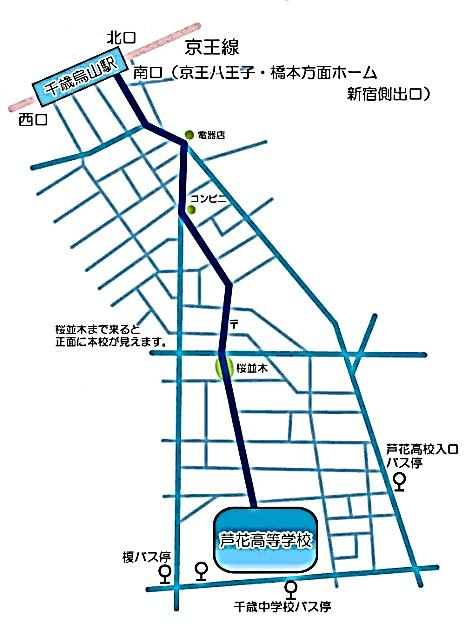 北口
京王線
千歳烏山駅
南口（京王八王子・橋本方面ホーム
新宿側出口）
西口
電器店
コンビニ
〒
桜並木まで来ると
正面に本校が見えます。
桜並木
芦花高校入口
バス停
芦花高等学校
榎バス停
千歳中学校バス停